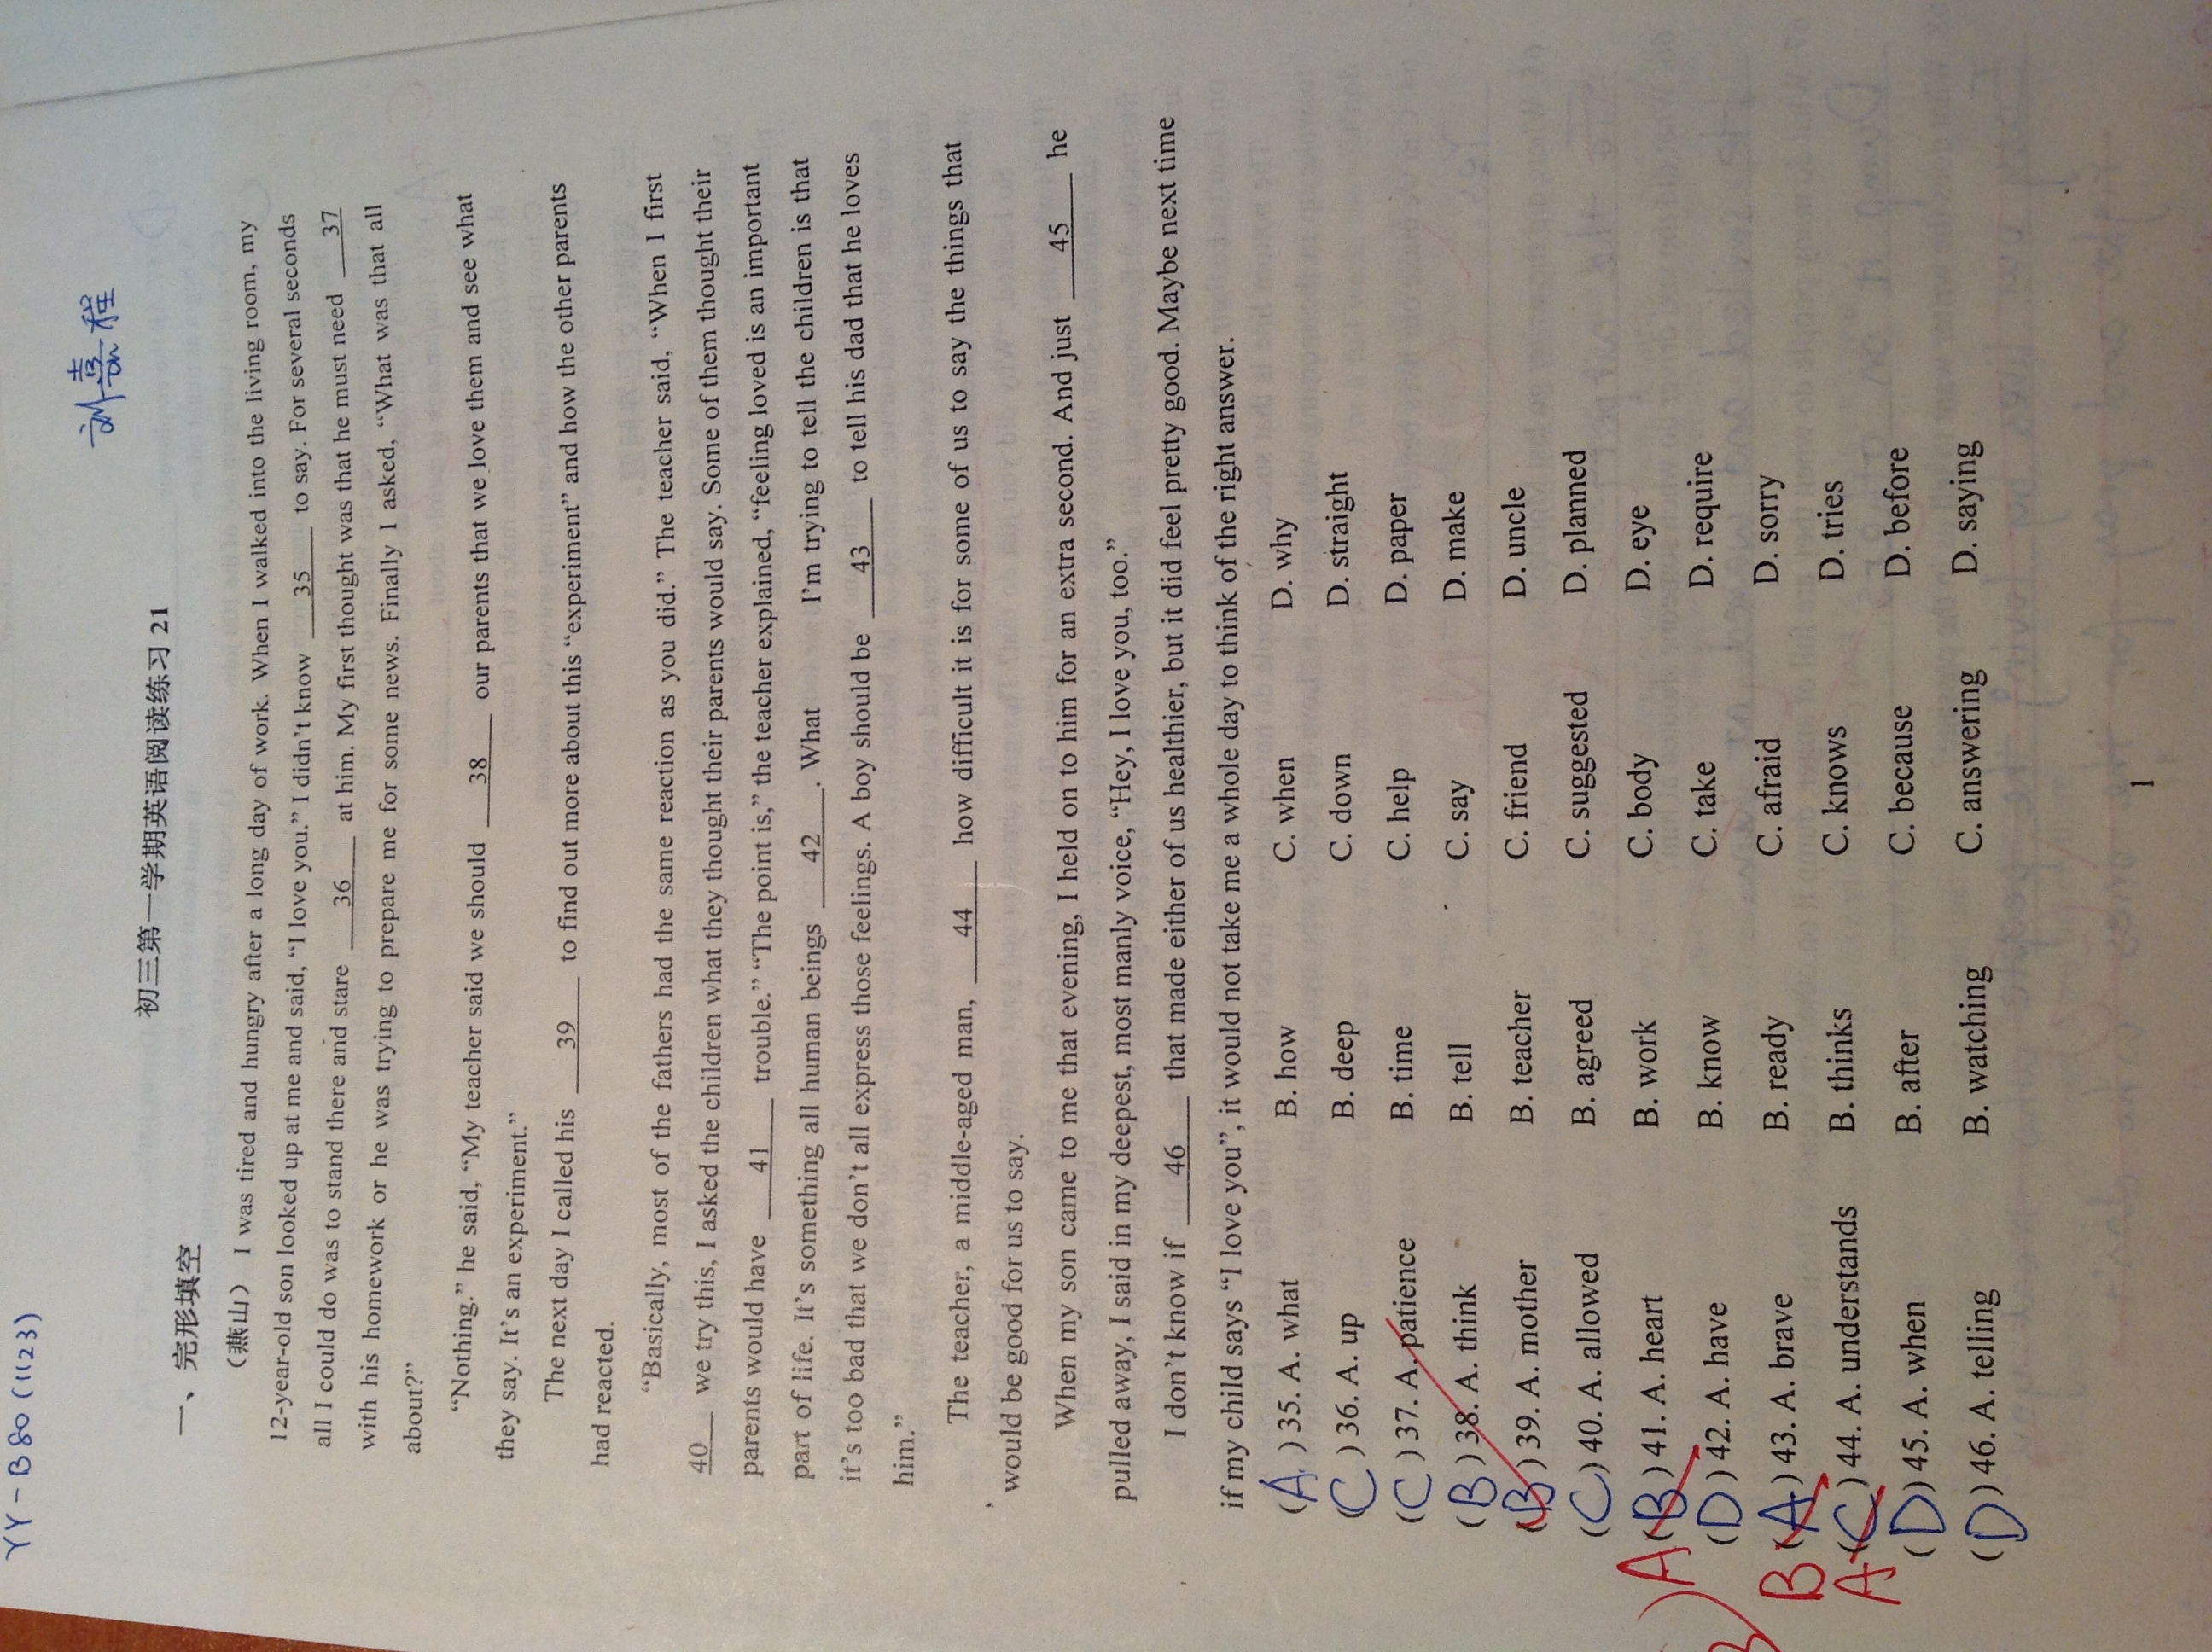 YY-B80(1123)
刘嘉程
初三第一学期英语阅读练习 21
一、完形填空
（燕山） I was tired and hungry after a long day of work. When I walked into the living room, my
12-year-old son looked up at me and said, “I love you.” I didn’t know 35 to say. For several seconds
all I could do was to stand there and stare 36 at him. My first thought was that he must need 37
with his homework or he was trying to prepare me for some news. Finally I asked, “What was that all
about?”
“Nothing.” he said, “My teacher said we should 38 our parents that we love them and see what
they say. It’s an experiment.”
The next day I called his 39 to find out more about this “experiment” and how the other parents
had reacted.
“Basically, most of the fathers had the same reaction as you did.” The teacher said, “When I first
40 we try this, I asked the children what they thought their parents would say. Some of them thought their
parents would have 41 trouble.” “The point is,” the teacher explained, “feeling loved is an important
part of life. It’s something all human beings 42 . What I’m trying to tell the children is that
it’s too bad that we don’t all express those feelings. A boy should be 43 to tell his dad that he loves
him.”
The teacher, a middle-aged man, 44 how difficult it is for some of us to say the things that
would be good for us to say.
When my son came to me that evening, I held on to him for an extra second. And just 45 he
pulled away, I said in my deepest, most manly voice, “Hey, I love you, too.”
I don’t know if 46 that made either of us healthier, but it did feel pretty good. Maybe next time
if my child says “I love you”, it would not take me a whole day to think of the right answer.
(A) 35. A. what B. how C. when D. why
(C) 36. A. up B. deep C. down D. straight
(C) 37. A. patience B. time C. help D. paper
(B) 38. A. think B. tell C. say D. make
(B) 39. A. mother B. teacher C. friend D. uncle
(C) 40. A. allowed B. agreed C. suggested D. planned
A (B) 41. A. heart B. work C. body D. eye
(D) 42. A. have B. know C. take D. require
B (A) 43. A. brave B. ready C. afraid D. sorry
A (C) 44. A. understands B. thinks C. knows D. tries
(D) 45. A. when B. after C. because D. before
(D) 46. A. telling B. watching C. answering D. saying
1